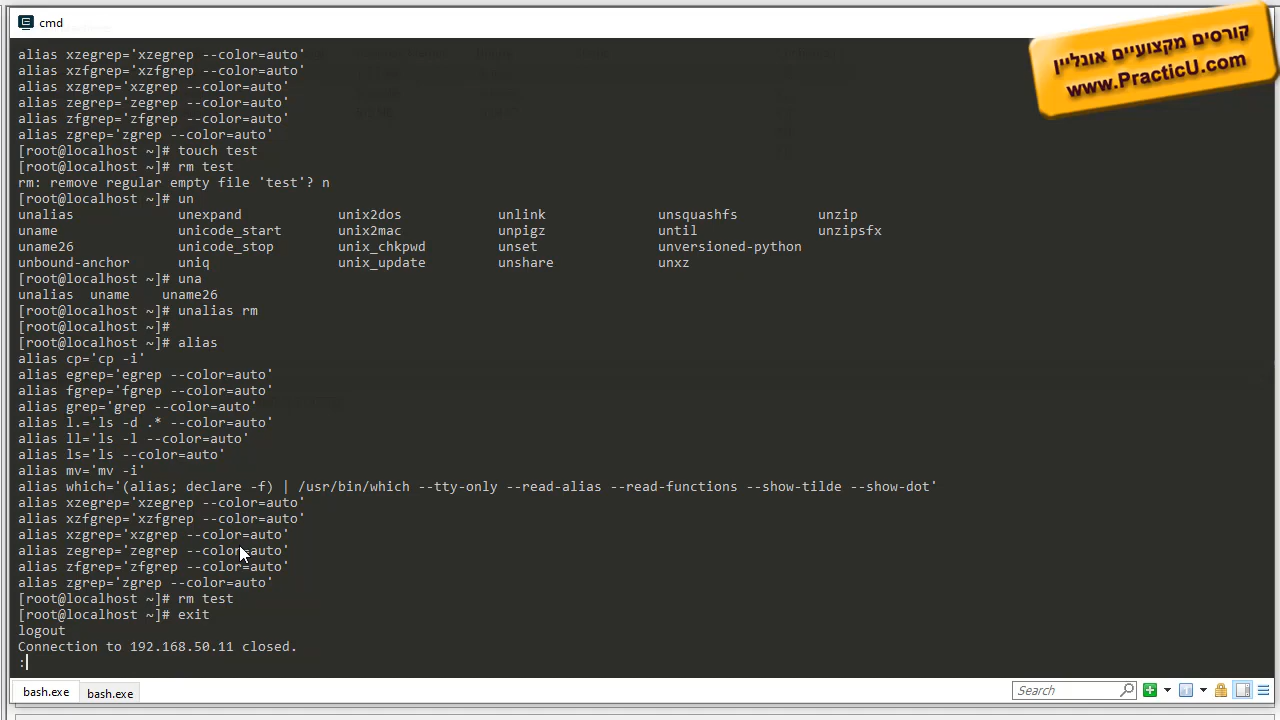 cmd
קורסים מקצועיים אונליין
www.PracticU.com
alias xzegrep='xzegrep --color=auto'
alias xzfgrep='xzfgrep --color=auto'
alias xzgrep='xzgrep --color=auto'
alias zegrep='zegrep --color=auto'
alias zfgrep='zfgrep --color=auto'
alias zgrep='zgrep --color=auto'
[root@localhost ~]# touch test
[root@localhost ~]# rm test
rm: remove regular empty file 'test'? n
[root@localhost ~]# un
unalias unexpand unix2dos unlink unsquashfs unzip
uname unicode_start unix2mac unpigz until unzipsfx
uname26 unicode_stop unix_chkpwd unset unversioned-python
unbound-anchor uniq unix_update unshare unxz
[root@localhost ~]# una
unalias uname uname26
[root@localhost ~]# unalias rm
[root@localhost ~]#
[root@localhost ~]# alias
alias cp='cp -i'
alias egrep='egrep --color=auto'
alias fgrep='fgrep --color=auto'
alias grep='grep --color=auto'
alias l.='ls -d .* --color=auto'
alias ll='ls -l --color=auto'
alias ls='ls --color=auto'
alias mv='mv -i'
alias which='(alias; declare -f) | /usr/bin/which --tty-only --read-alias --read-functions --show-tilde --show-dot'
alias xzegrep='xzegrep --color=auto'
alias xzfgrep='xzfgrep --color=auto'
alias xzgrep='xzgrep --color=auto'
alias zegrep='zegrep --color=auto'
alias zfgrep='zfgrep --color=auto'
alias zgrep='zgrep --color=auto'
[root@localhost ~]# rm test
[root@localhost ~]# exit
logout
Connection to 192.168.50.11 closed.
:
bash.exe bash.exe Search